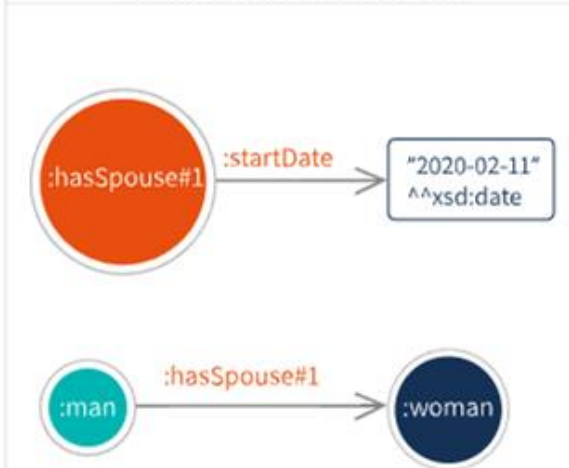 :hasSpouse#1
:startDate
"2020-02-11"
^^xsd:date
:hasSpouse#1
:man
:woman